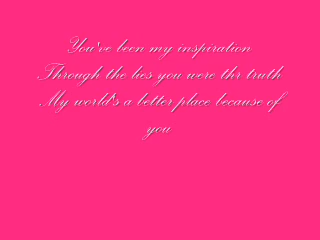 You've been my inspiration
Through the lies you were thr truth
My world's a better place because of
you